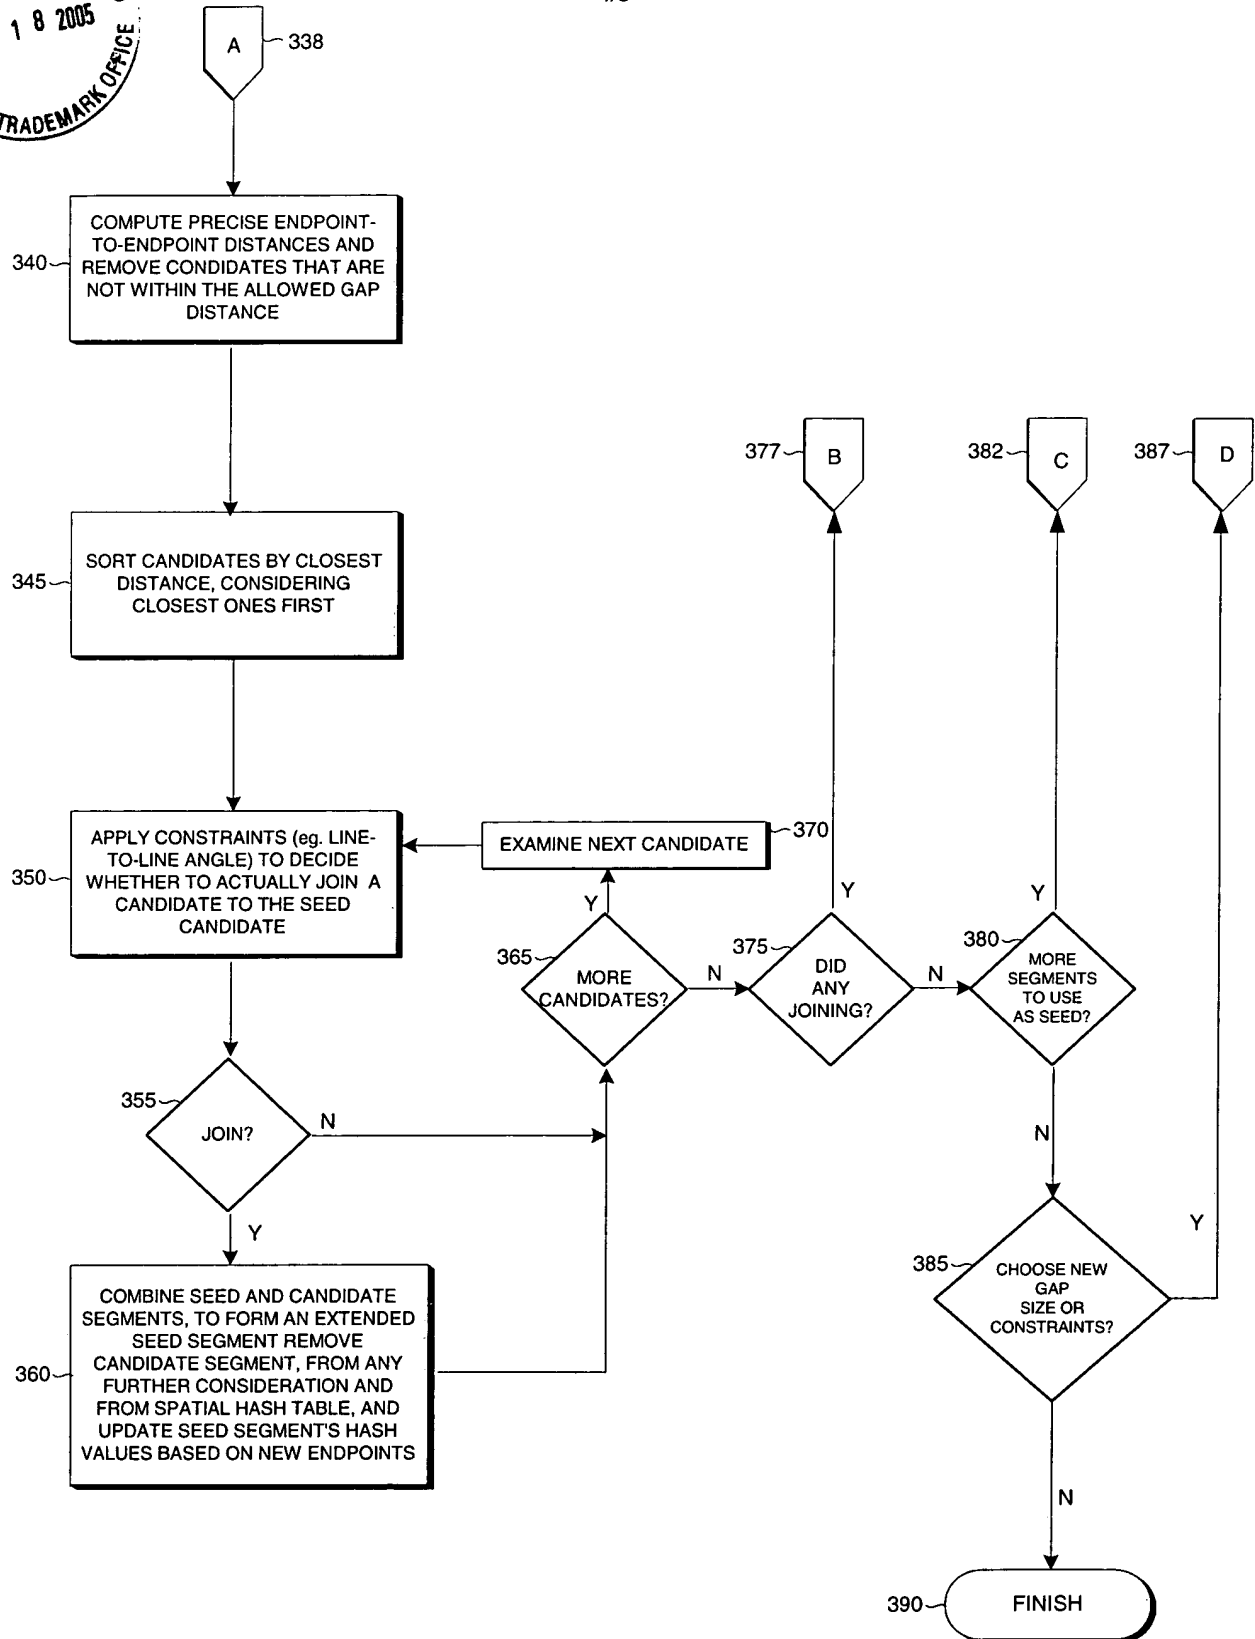 1 8 2005
TRADEMARK OFFICE
A
338
340
COMPUTE PRECISE ENDPOINT-
TO-ENDPOINT DISTANCES AND
REMOVE CONDIDATES THAT ARE
NOT WITHIN THE ALLOWED GAP
DISTANCE
377
B
382
C
387
D
345
SORT CANDIDATES BY CLOSEST
DISTANCE, CONSIDERING
CLOSEST ONES FIRST
350
APPLY CONSTRAINTS (eg. LINE-
TO-LINE ANGLE) TO DECIDE
WHETHER TO ACTUALLY JOIN A
CANDIDATE TO THE SEED
CANDIDATE
EXAMINE NEXT CANDIDATE
370
Y
Y
Y
365
MORE
CANDIDATES?
N
375
DID
ANY
JOINING?
N
380
MORE
SEGMENTS
TO USE
AS SEED?
355
JOIN?
N
N
Y
Y
385
CHOOSE NEW
GAP
SIZE OR
CONSTRAINTS?
360
COMBINE SEED AND CANDIDATE
SEGMENTS, TO FORM AN EXTENDED
SEED SEGMENT REMOVE
CANDIDATE SEGMENT, FROM ANY
FURTHER CONSIDERATION AND
FROM SPATIAL HASH TABLE, AND
UPDATE SEED SEGMENT'S HASH
VALUES BASED ON NEW ENDPOINTS
N
390
FINISH